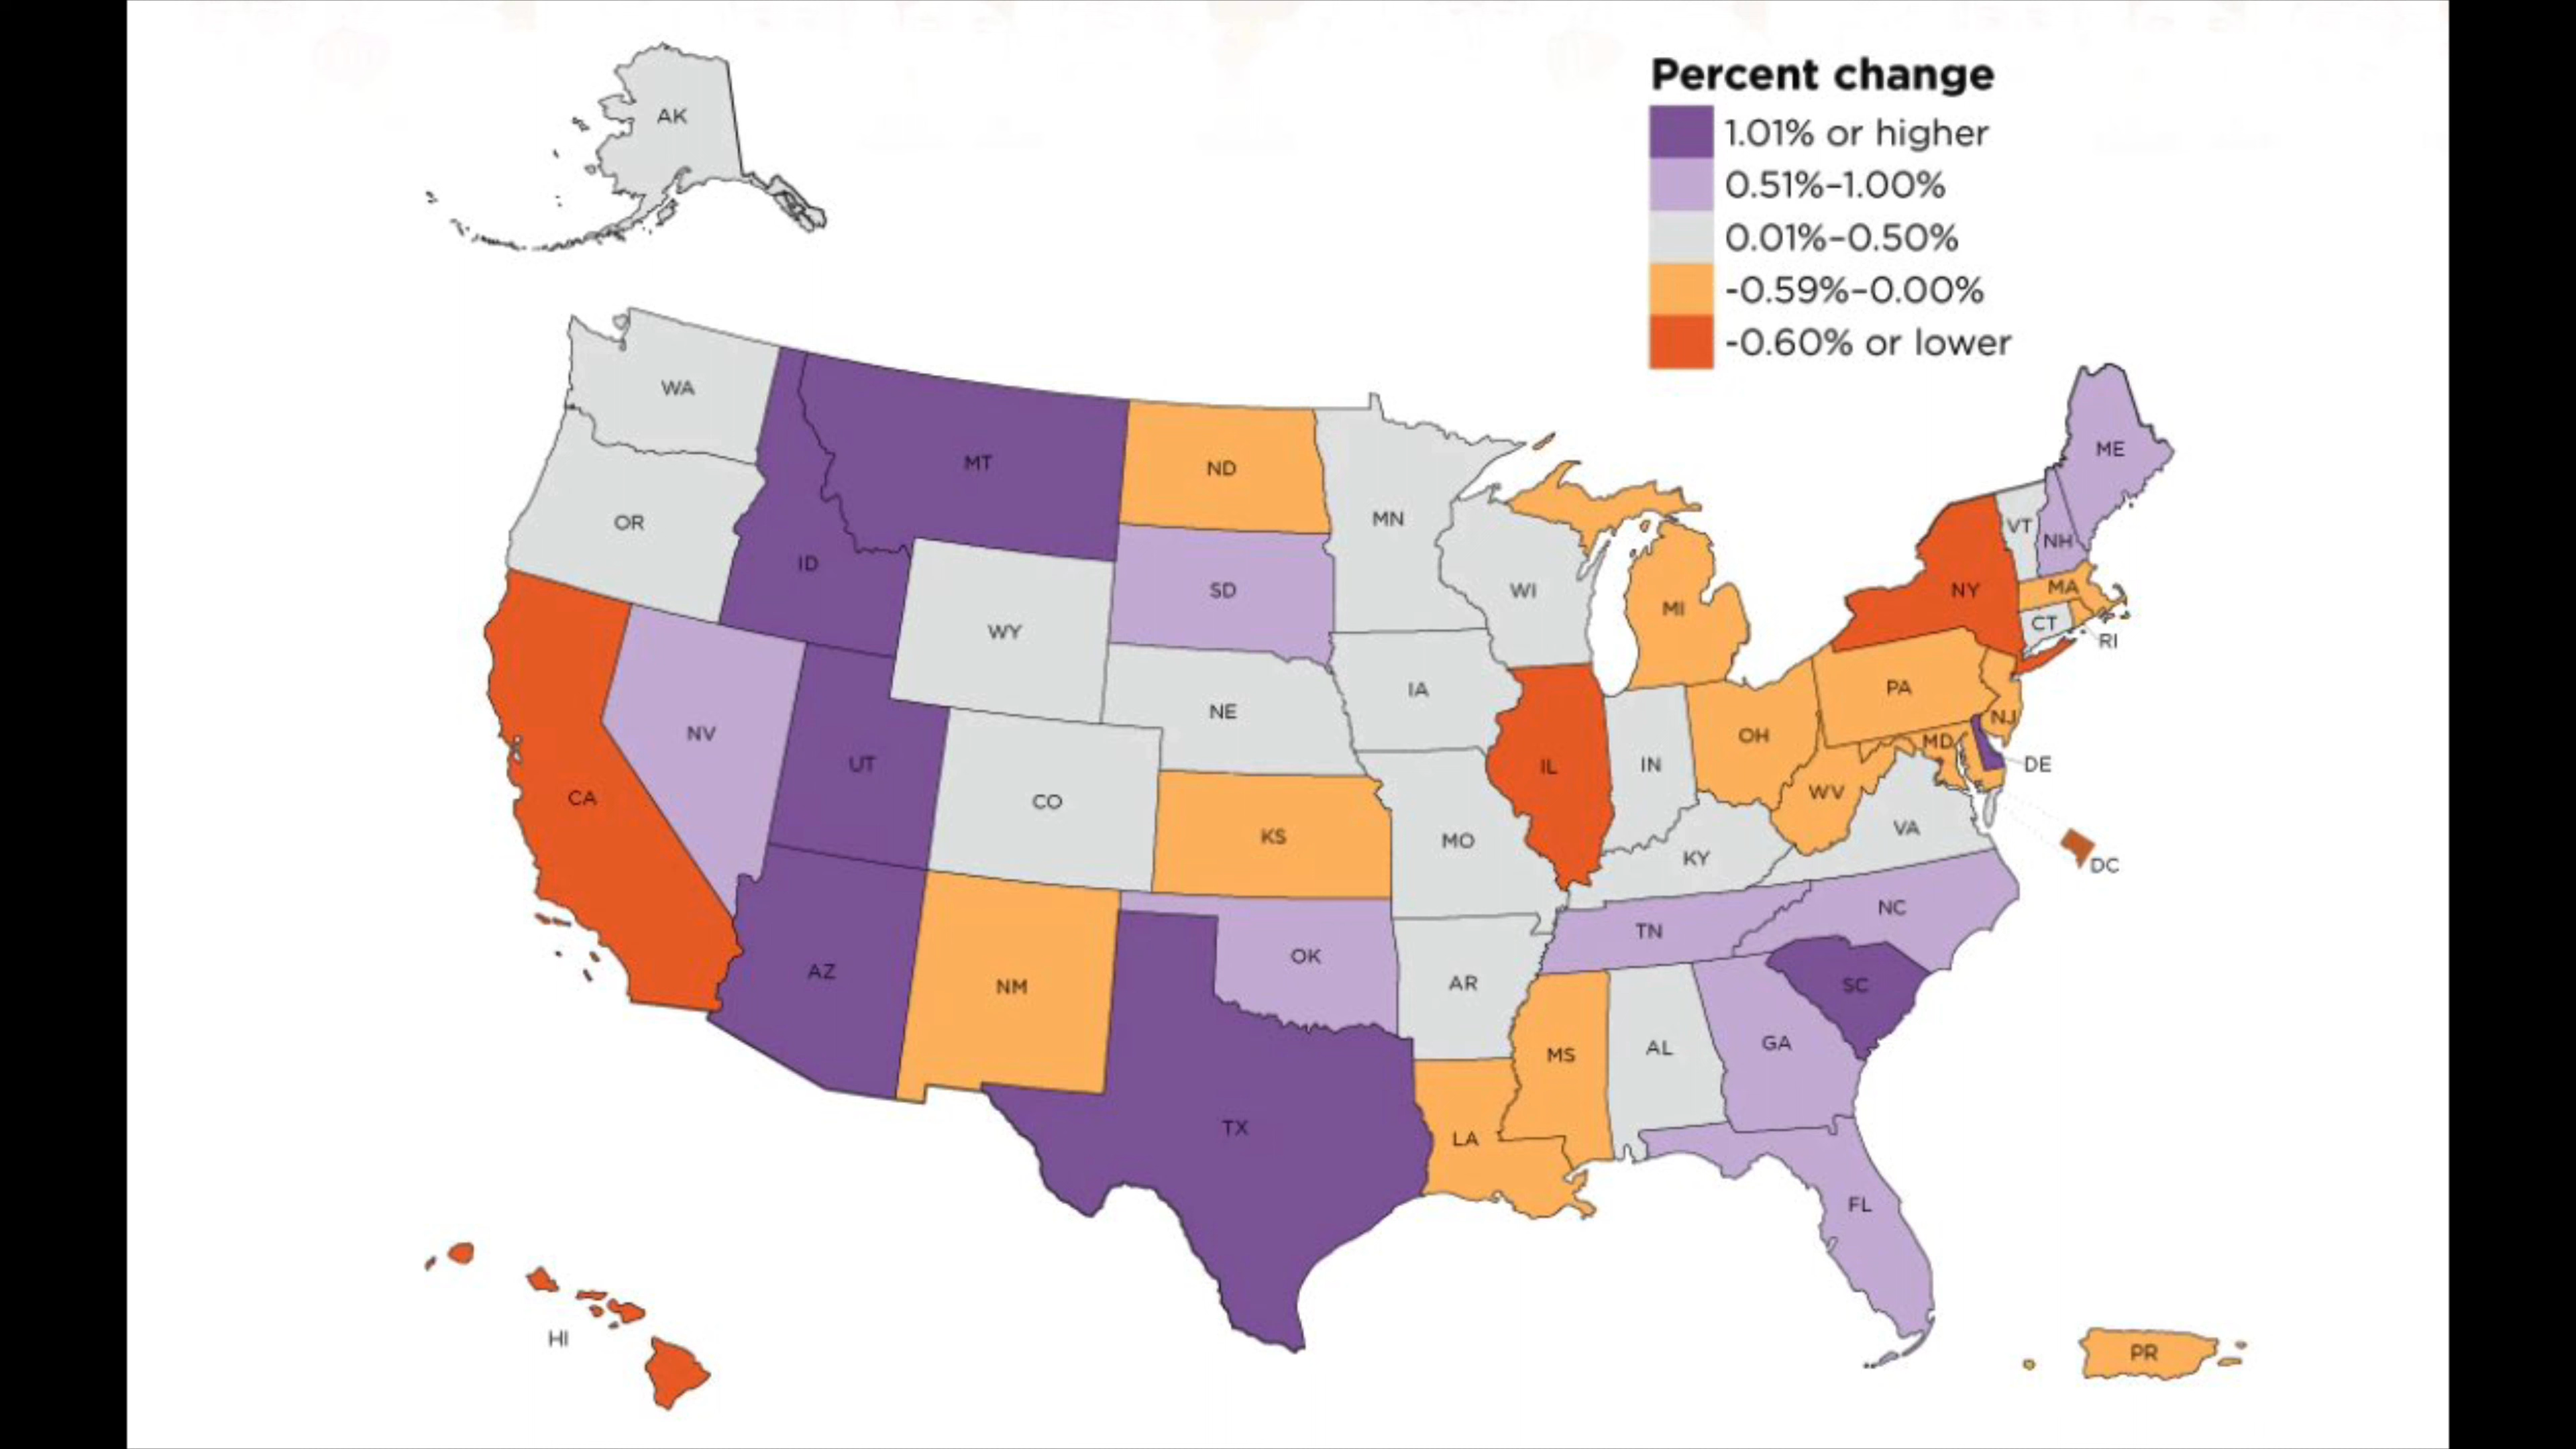 Percent change
1.01% or higher
0.51%–1.00%
0.01%–0.50%
-0.59%–0.00%
-0.60% or lower
AK
WA
MT
ND
MN
ME
OR
ID
SD
WI
MI
NY
VT
NH
MA
CT
RI
WY
NV
NE
IA
PA
NJ
CA
UT
CO
KS
MO
IL
IN
OH
WV
MD
DE
DC
KY
VA
TN
NC
AZ
NM
OK
AR
SC
MS
AL
GA
TX
LA
FL
HI
PR